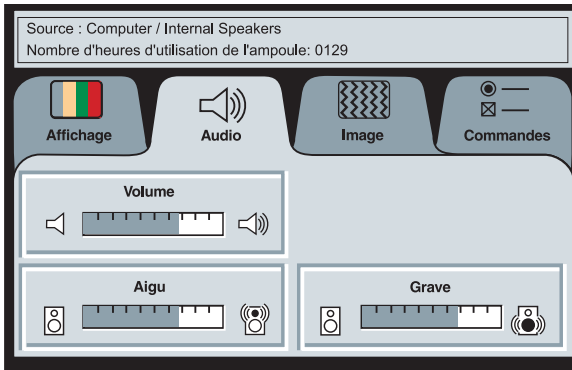 Source : Computer / Internal Speakers
Nombre d'heures d'utilisation de l'ampoule: 0129
Affichage
Audio
Image
Commandes
Volume
Aigu
Grave